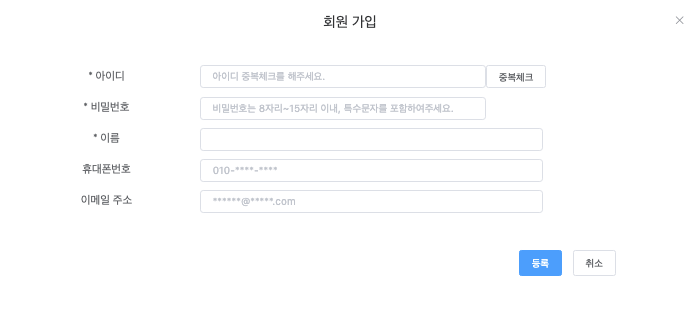 회원 가입
* 아이디 아이디 중복체크를 해주세요. 중복체크
* 비밀번호 비밀번호는 8자리~15자리 이내, 특수문자를 포함하여주세요.
* 이름
휴대폰번호 010-****-****
이메일 주소 ******@*****.com
등록 취소